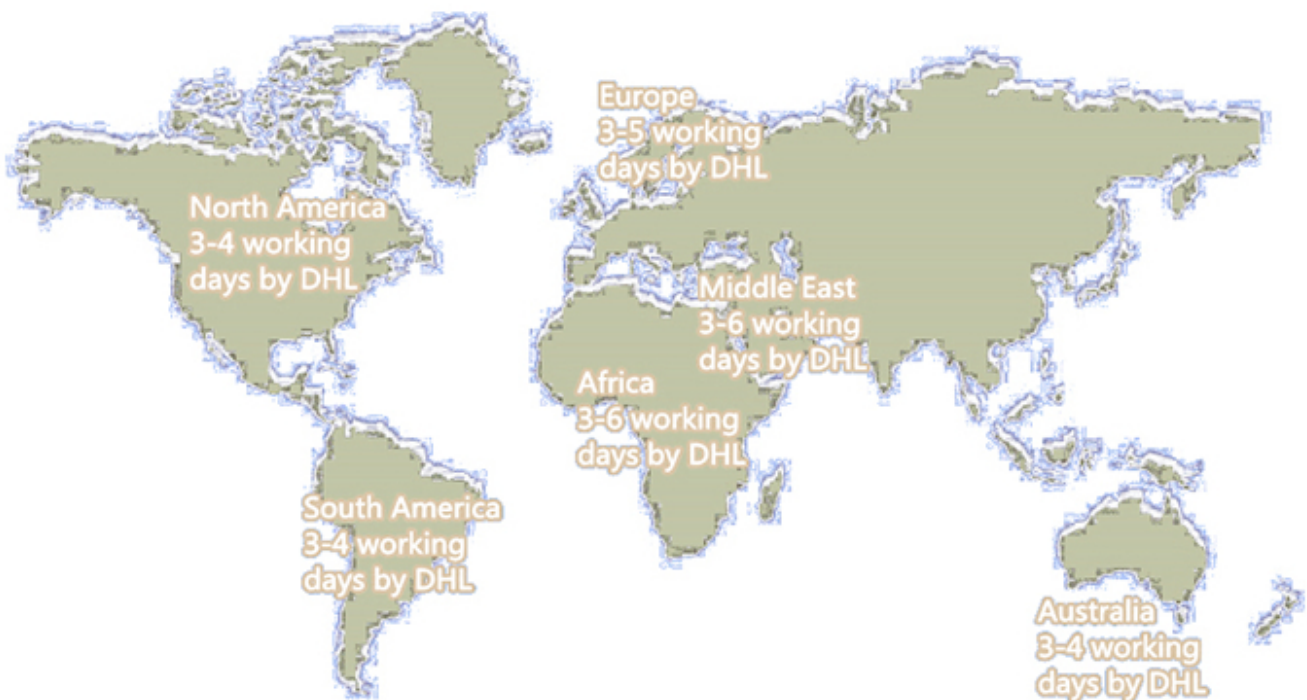 Europe
3-5 working
days by DHL
North America
3-4 working
days by DHL
Middle East
3-6 working
days by DHL
Africa
3-6 working
days by DHL
South America
3-4 working
days by DHL
Australia
3-4 working
days by DHL